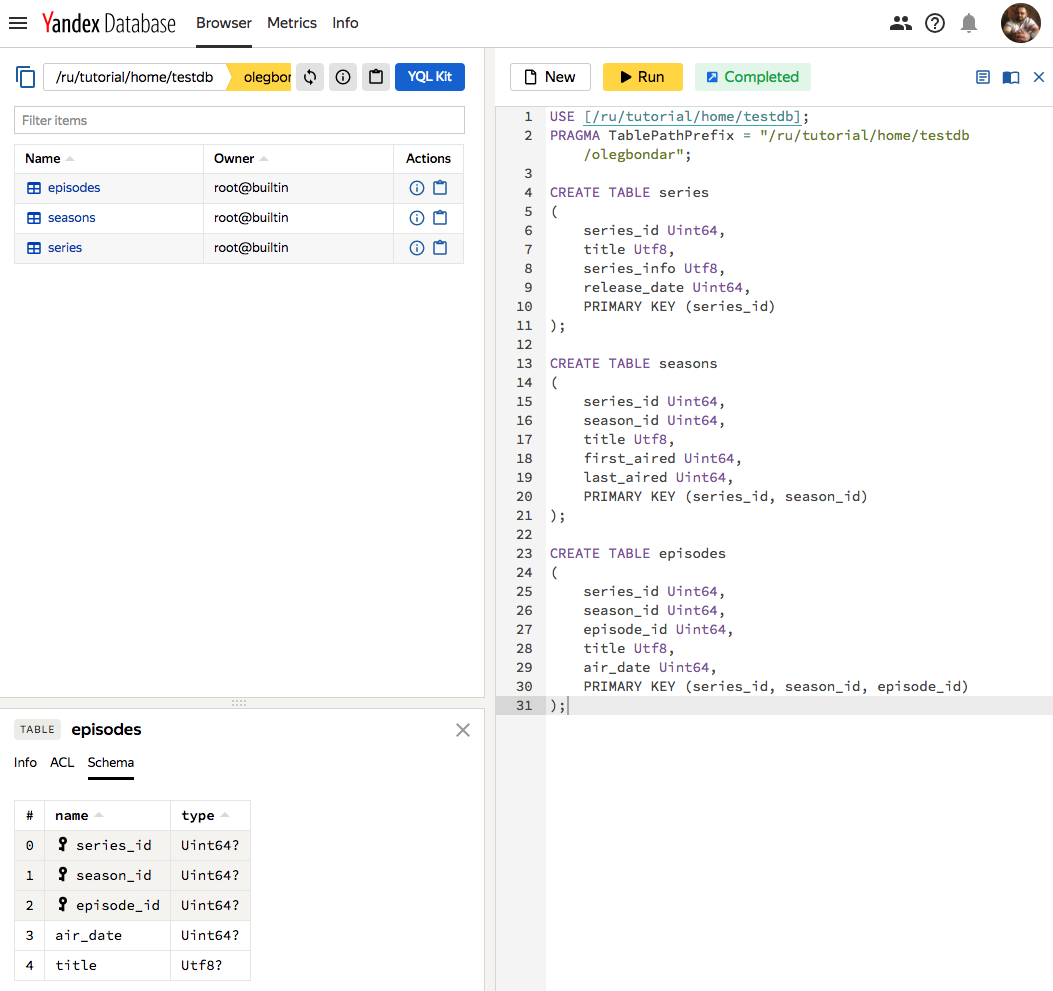 Yandex Database Browser Metrics Info
/ru/tutorial/home/testdb olegbon YQL Kit
Filter items
Name Owner Actions
episodes root@builtin
seasons root@builtin
series root@builtin
TABLE episodes
Info ACL Schema
# name type
0 series_id Uint64?
1 season_id Uint64?
2 episode_id Uint64?
3 air_date Uint64?
4 title Utf8?
New Run Completed
1 USE [/ru/tutorial/home/testdb];
2 PRAGMA TablePathPrefix = "/ru/tutorial/home/testdb
/olegbondar";
3
4 CREATE TABLE series
5 (
6 series_id Uint64,
7 title Utf8,
8 series_info Utf8,
9 release_date Uint64,
10 PRIMARY KEY (series_id)
11 );
12
13 CREATE TABLE seasons
14 (
15 series_id Uint64,
16 season_id Uint64,
17 title Utf8,
18 first_aired Uint64,
19 last_aired Uint64,
20 PRIMARY KEY (series_id, season_id)
21 );
22
23 CREATE TABLE episodes
24 (
25 series_id Uint64,
26 season_id Uint64,
27 episode_id Uint64,
28 title Utf8,
29 air_date Uint64,
30 PRIMARY KEY (series_id, season_id, episode_id)
31 );